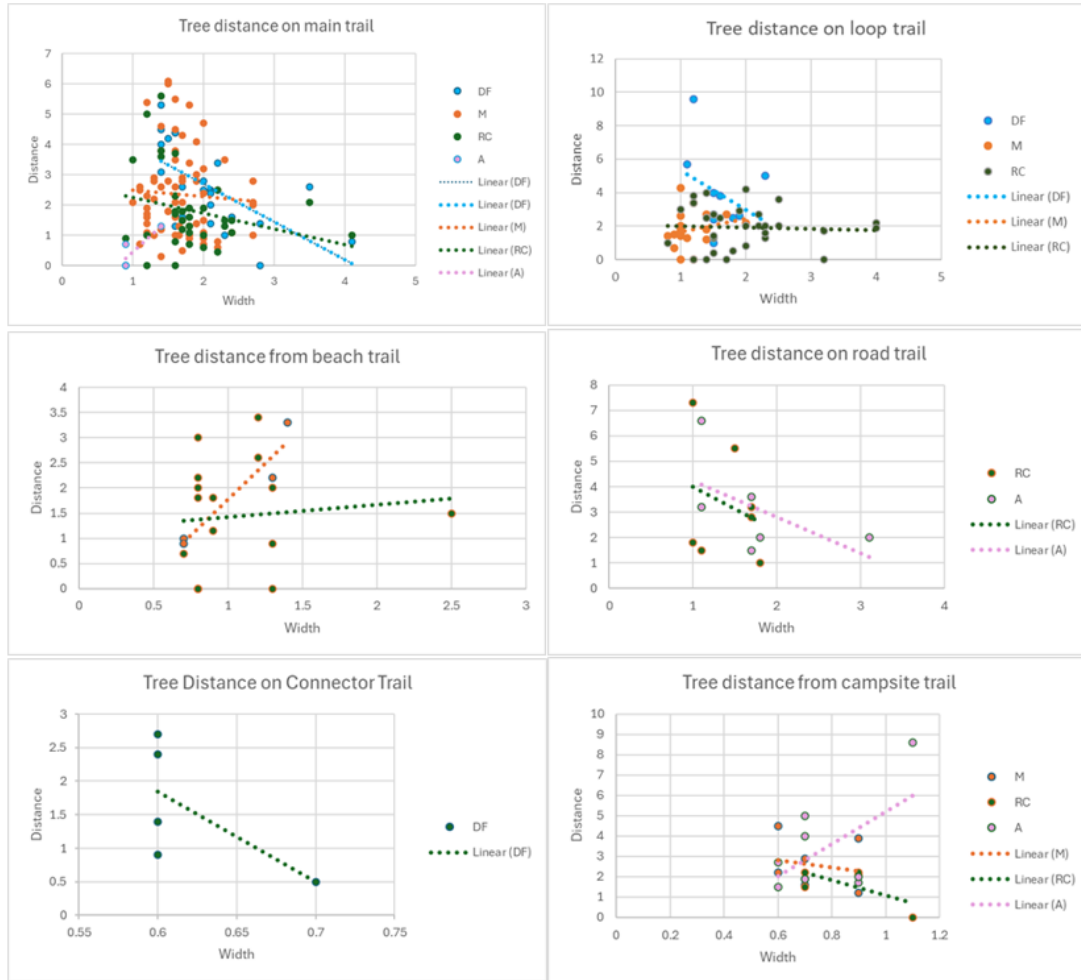 Tree distance on main trail
7
6
5
4
3
2
1
0
0
1
2
3
4
5
Distance
Width
DF
M
RC
A
Linear (DF)
Linear (DF)
Linear (M)
Linear (RC)
Linear (A)
Tree distance on loop trail
12
10
8
6
4
2
0
0
1
2
3
4
5
Distance
Width
DF
M
RC
Linear (DF)
Linear (M)
Linear (RC)
Tree distance from beach trail
4
3.5
3
2.5
2
1.5
1
0.5
0
0
0.5
1
1.5
2
2.5
3
Distance
Width
Tree distance on road trail
8
7
6
5
4
3
2
1
0
0
1
2
3
4
Distance
Width
RC
A
Linear (RC)
Linear (A)
Tree Distance on Connector Trail
3
2.5
2
1.5
1
0.5
0
0.55
0.6
0.65
0.7
0.75
Distance
Width
DF
Linear (DF)
Tree distance from campsite trail
10
9
8
7
6
5
4
3
2
1
0
0
0.2
0.4
0.6
0.8
1
1.2
Distance
Width
M
RC
A
Linear (M)
Linear (RC)
Linear (A)